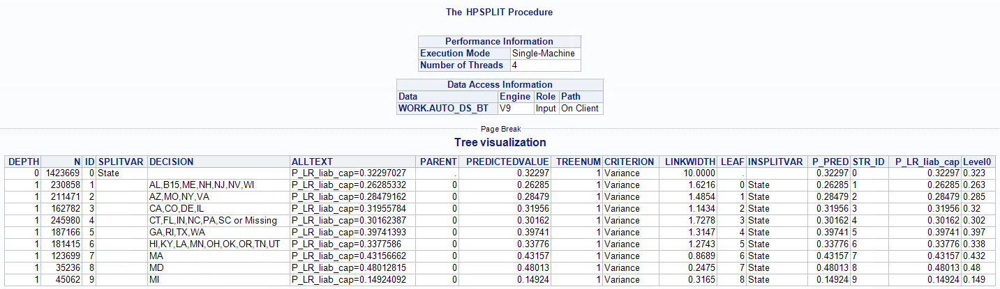 The HPSPLIT Procedure
Performance Information
Execution Mode Single-Machine
Number of Threads 4
Data Access Information
Data Engine Role Path
WORK.AUTO_DS_BT V9 Input On Client
Page Break
Tree visualization
DEPTH N ID SPLITVAR DECISION ALLTEXT PARENT PREDICTEDVALUE TREENUM CRITERION LINKWIDTH LEAF INSPLITVAR P_PRED STR_ID P_LR_liab_cap Level0
0 1423669 0 State P_LR_liab_cap=0.32297027 . 0.32297 1 Variance 10.0000 . 0.32297 0 0.32297 0.323
1 230858 1 AL,B15,ME,NH,NJ,NV,WI P_LR_liab_cap=0.26285332 0 0.26285 1 Variance 1.6216 0 State 0.26285 1 0.26285 0.263
1 211471 2 AZ,MO,NY,VA P_LR_liab_cap=0.28479162 0 0.28479 1 Variance 1.4854 1 State 0.28479 2 0.28479 0.285
1 162782 3 CA,CO,DE,IL P_LR_liab_cap=0.31955784 0 0.31956 1 Variance 1.1434 2 State 0.31956 3 0.31956 0.32
1 245980 4 CT,FL,IN,NC,PA,SC or Missing P_LR_liab_cap=0.30162387 0 0.30162 1 Variance 1.7278 3 State 0.30162 4 0.30162 0.302
1 187166 5 GA,RI,TX,WA P_LR_liab_cap=0.39741393 0 0.39741 1 Variance 1.3147 4 State 0.39741 5 0.39741 0.397
1 181415 6 HI,KY,LA,MN,OH,OK,OR,TN,UT P_LR_liab_cap=0.3377586 0 0.33776 1 Variance 1.2743 5 State 0.33776 6 0.33776 0.338
1 123699 7 MA P_LR_liab_cap=0.43156662 0 0.43157 1 Variance 0.8689 6 State 0.43157 7 0.43157 0.432
1 35236 8 MD P_LR_liab_cap=0.48012815 0 0.48013 1 Variance 0.2475 7 State 0.48013 8 0.48013 0.48
1 45062 9 MI P_LR_liab_cap=0.14924092 0 0.14924 1 Variance 0.3165 8 State 0.14924 9 0.14924 0.149